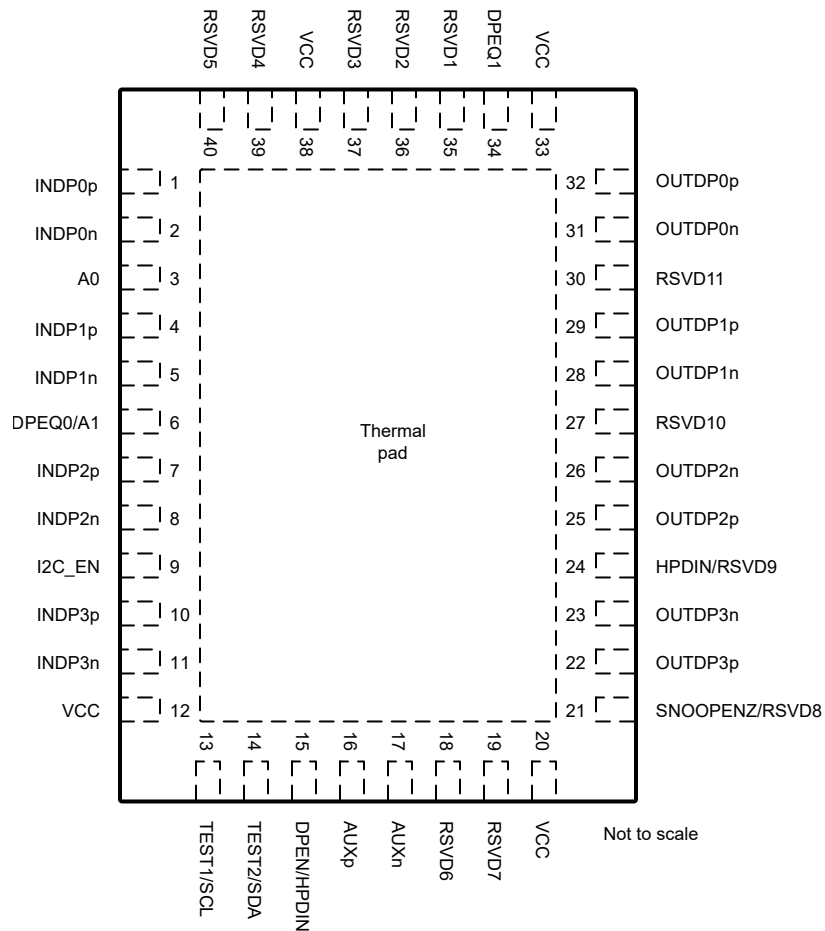 RSVD5
RSVD4
VCC
RSVD3
RSVD2
RSVD1
DPEQ1
VCC
40
39
38
37
36
35
34
33
INDP0p 1
INDP0n 2
A0 3
INDP1p 4
INDP1n 5
DPEQ0/A1 6
INDP2p 7
INDP2n 8
I2C_EN 9
INDP3p 10
INDP3n 11
VCC 12
Thermal
pad
32 OUTDP0p
31 OUTDP0n
30 RSVD11
29 OUTDP1p
28 OUTDP1n
27 RSVD10
26 OUTDP2n
25 OUTDP2p
24 HPDIN/RSVD9
23 OUTDP3n
22 OUTDP3p
21 SNOOPENZ/RSVD8
13
14
15
16
17
18
19
20
TEST1/SCL
TEST2/SDA
DPEN/HPDIN
AUXp
AUXn
RSVD6
RSVD7
VCC
Not to scale